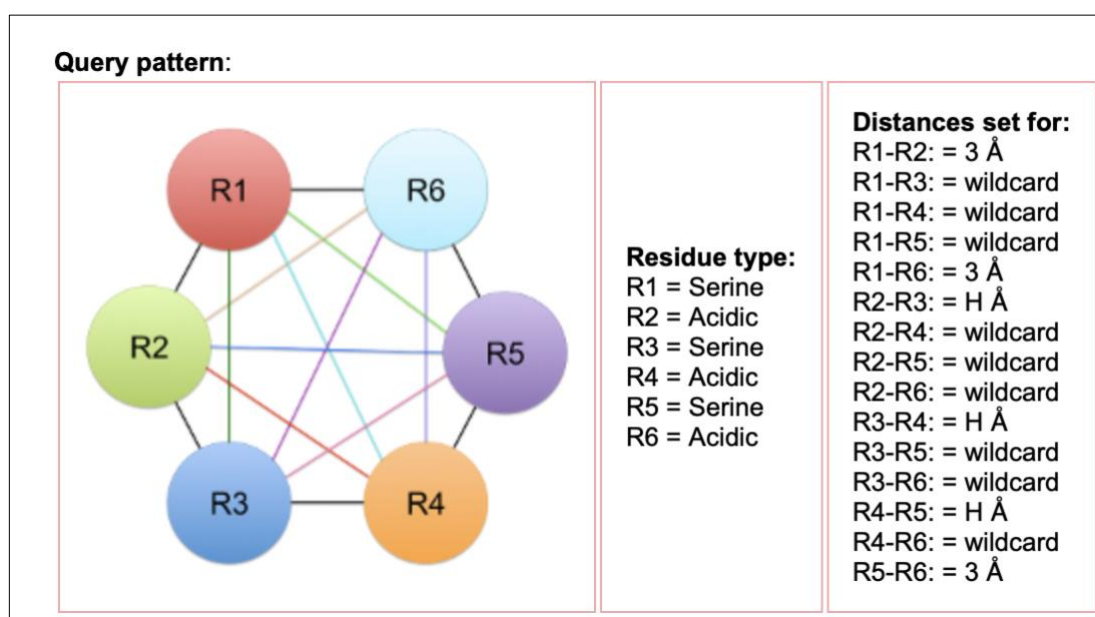 Query pattern:
R1
R6
R2
R5
R3
R4
Residue type:
R1 = Serine
R2 = Acidic
R3 = Serine
R4 = Acidic
R5 = Serine
R6 = Acidic
Distances set for:
R1-R2: = 3 Å
R1-R3: = wildcard
R1-R4: = wildcard
R1-R5: = wildcard
R1-R6: = 3 Å
R2-R3: = H Å
R2-R4: = wildcard
R2-R5: = wildcard
R2-R6: = wildcard
R3-R4: = H Å
R3-R5: = wildcard
R3-R6: = wildcard
R4-R5: = H Å
R4-R6: = wildcard
R5-R6: = 3 Å